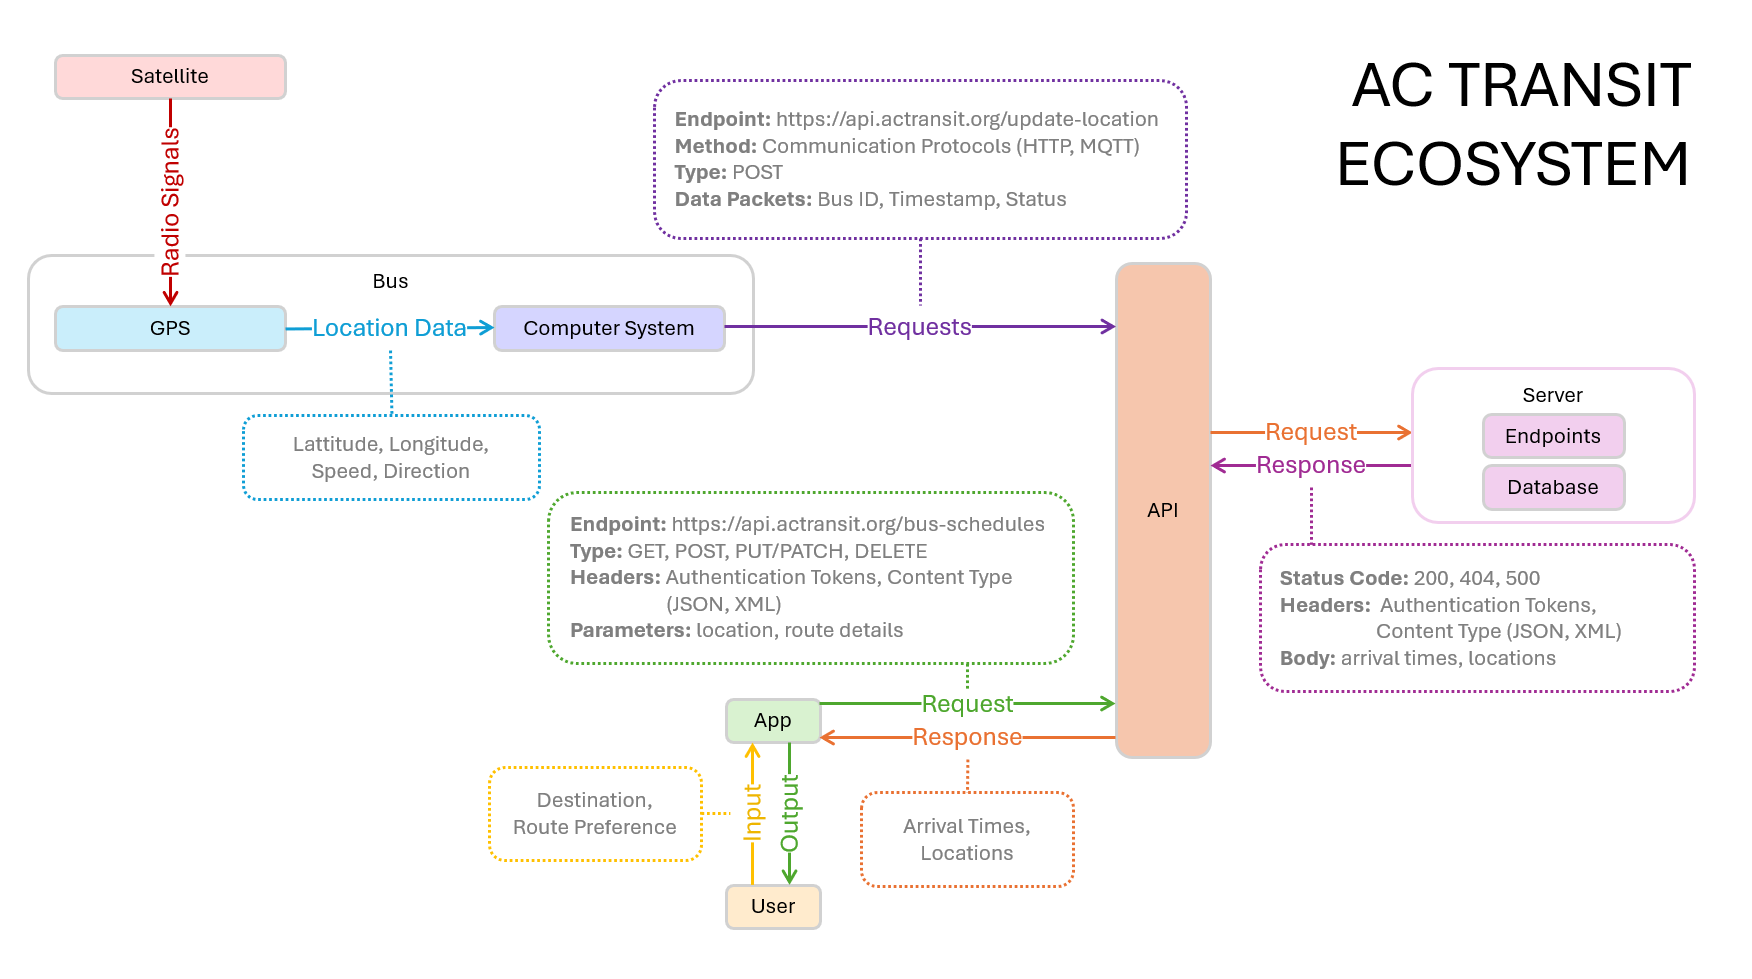 AC TRANSIT
ECOSYSTEM
Satellite
Radio Signals
Bus
GPS
Location Data
Computer System
Lattitude, Longitude,
Speed, Direction
Endpoint: https://api.actransit.org/update-location
Method: Communication Protocols (HTTP, MQTT)
Type: POST
Data Packets: Bus ID, Timestamp, Status
Requests
API
Request
Response
Server
Endpoints
Database
Status Code: 200, 404, 500
Headers: Authentication Tokens,
Content Type (JSON, XML)
Body: arrival times, locations
Endpoint: https://api.actransit.org/bus-schedules
Type: GET, POST, PUT/PATCH, DELETE
Headers: Authentication Tokens, Content Type
(JSON, XML)
Parameters: location, route details
App
Request
Response
Destination,
Route Preference
Input
Output
Arrival Times,
Locations
User